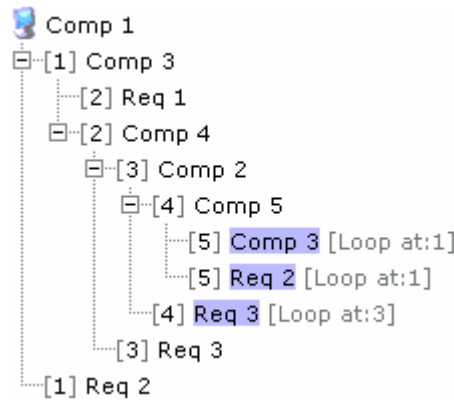 Comp 1
[1] Comp 3
[2] Req 1
[2] Comp 4
[3] Comp 2
[4] Comp 5
[5] Comp 3 [Loop at:1]
[5] Req 2 [Loop at:1]
[4] Req 3 [Loop at:3]
[3] Req 3
[1] Req 2